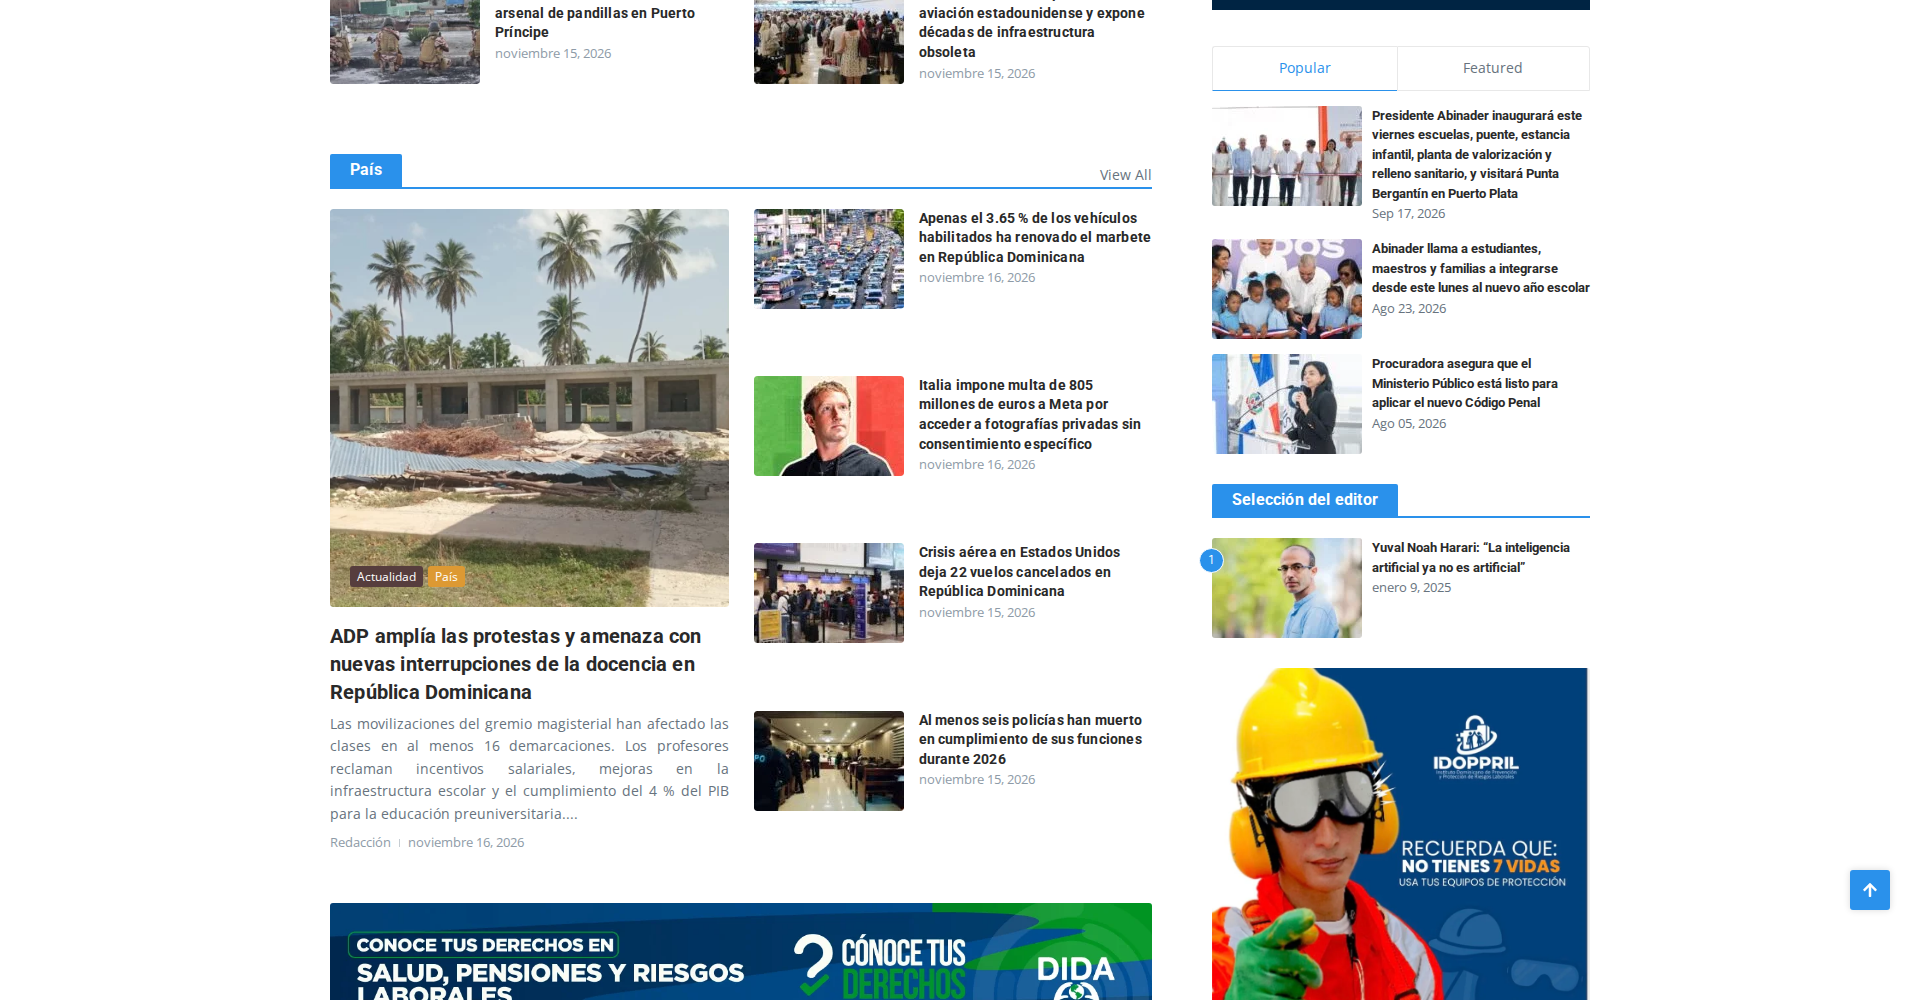 arsenal de pandillas en Puerto
Príncipe
noviembre 15, 2026
aviación estadounidense y expone
décadas de infraestructura
obsoleta
noviembre 15, 2026
País
View All
Actualidad
País
ADP amplía las protestas y amenaza con
nuevas interrupciones de la docencia en
República Dominicana
Las movilizaciones del gremio magisterial han afectado las
clases en al menos 16 demarcaciones. Los profesores
reclaman incentivos salariales, mejoras en la
infraestructura escolar y el cumplimiento del 4 % del PIB
para la educación preuniversitaria....
Redacción
noviembre 16, 2026
Apenas el 3.65 % de los vehículos
habilitados ha renovado el marbete
en República Dominicana
noviembre 16, 2026
Italia impone multa de 805
millones de euros a Meta por
acceder a fotografías privadas sin
consentimiento específico
noviembre 16, 2026
Crisis aérea en Estados Unidos
deja 22 vuelos cancelados en
República Dominicana
noviembre 15, 2026
Al menos seis policías han muerto
en cumplimiento de sus funciones
durante 2026
noviembre 15, 2026
CONOCE TUS DERECHOS EN
SALUD, PENSIONES Y RIESGOS
LABORALES
CÓNOCE TUS
DERECHOS
DIDA
Popular
Featured
Presidente Abinader inaugurará este
viernes escuelas, puente, estancia
infantil, planta de valorización y
relleno sanitario, y visitará Punta
Bergantín en Puerto Plata
Sep 17, 2026
TODOS
Abinader llama a estudiantes,
maestros y familias a integrarse
desde este lunes al nuevo año escolar
Ago 23, 2026
Procuradora asegura que el
Ministerio Público está listo para
aplicar el nuevo Código Penal
Ago 05, 2026
Selección del editor
1
Yuval Noah Harari: “La inteligencia
artificial ya no es artificial”
enero 9, 2025
IDOPPRIL
Instituto Dominicano de Prevención
y Protección de Riesgos Laborales
RECUERDA QUE:
NO TIENES 7 VIDAS
USA TUS EQUIPOS DE PROTECCIÓN